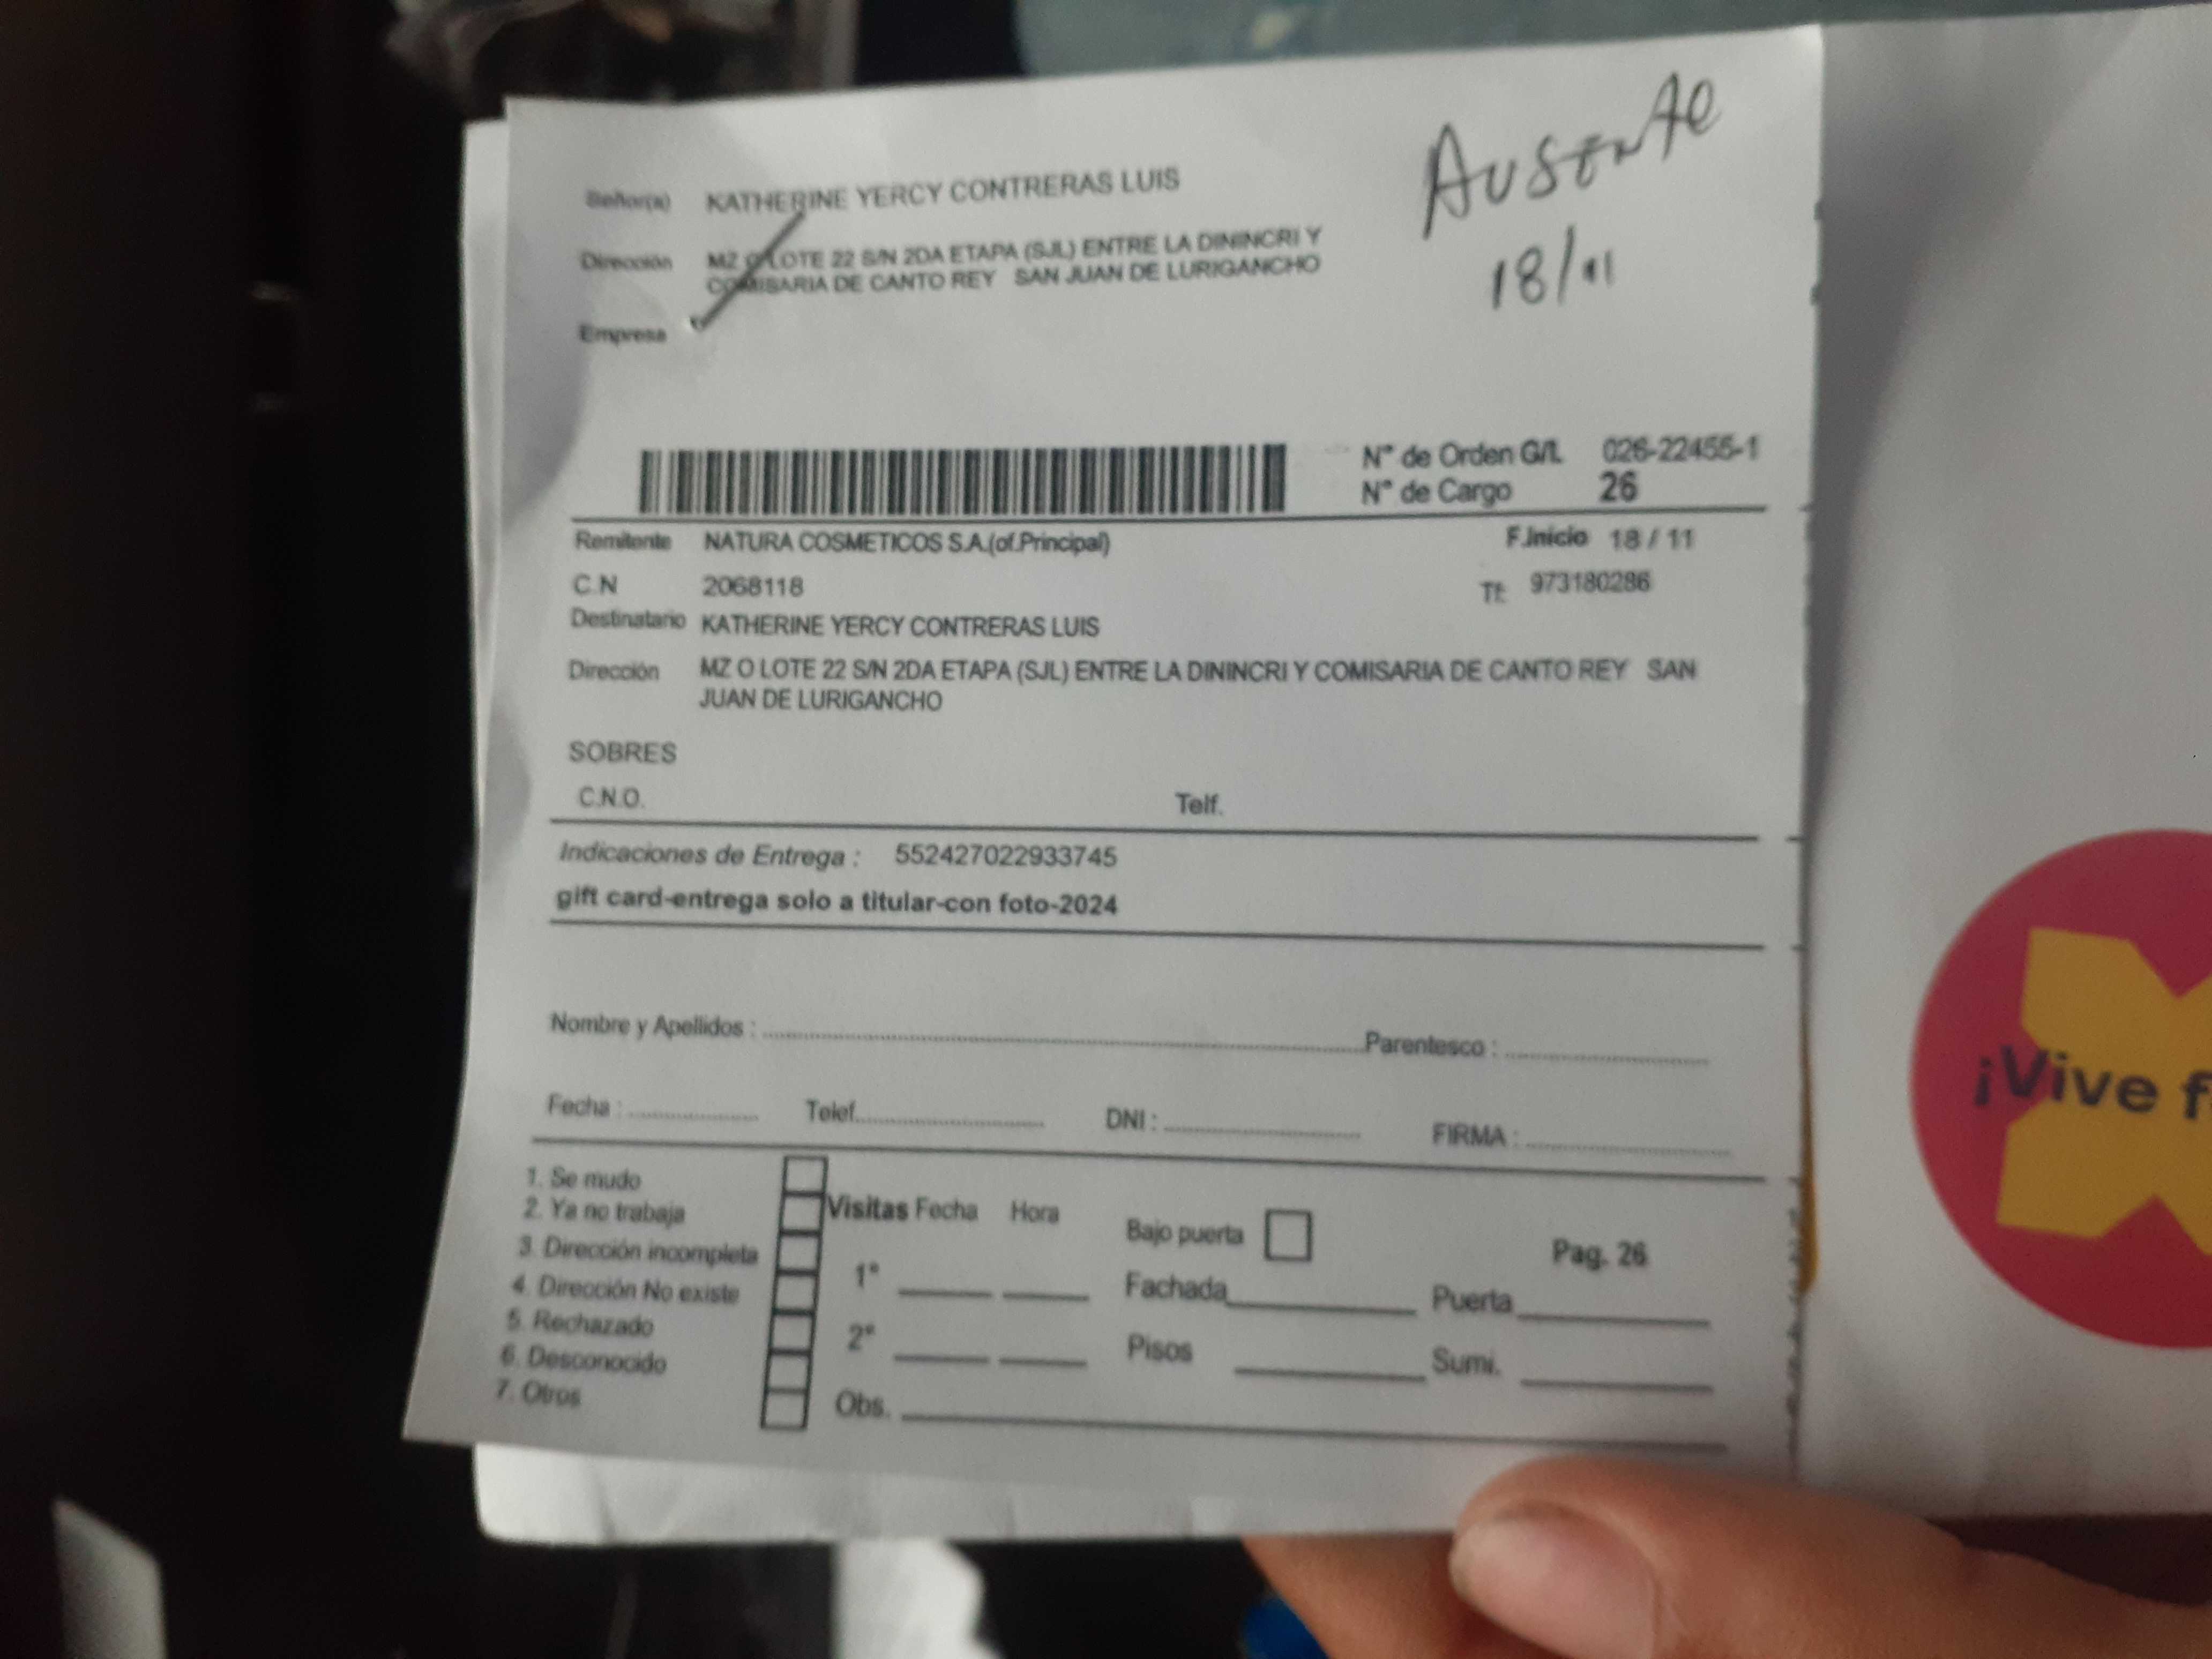 AUSENTE
18/11
Señor(a) KATHERINE YERCY CONTRERAS LUIS
Dirección MZ O LOTE 22 S/N 2DA ETAPA (SJL) ENTRE LA DININCRI Y
COMISARIA DE CANTO REY SAN JUAN DE LURIGANCHO
Empresa
N° de Orden G/L 026-22455-1
N° de Cargo 26
Remitente NATURA COSMETICOS S.A.(of.Principal) F.Inicio 18 / 11
C.N 2068118 Tf: 973180286
Destinatario KATHERINE YERCY CONTRERAS LUIS
Dirección MZ O LOTE 22 S/N 2DA ETAPA (SJL) ENTRE LA DININCRI Y COMISARIA DE CANTO REY SAN
JUAN DE LURIGANCHO
SOBRES
C.N.O. Telf.
Indicaciones de Entrega : 552427022933745
gift card-entrega solo a titular-con foto-2024
Nombre y Apellidos : Parentesco :
Fecha : Telef. DNI : FIRMA :
1. Se mudo
2. Ya no trabaja
3. Dirección incompleta
4. Dirección No existe
5. Rechazado
6. Desconocido
7. Otros
Visitas Fecha Hora
1°
2°
Obs.
Bajo puerta Pag. 26
Fachada Puerta
Pisos Sumi.
¡Vive f